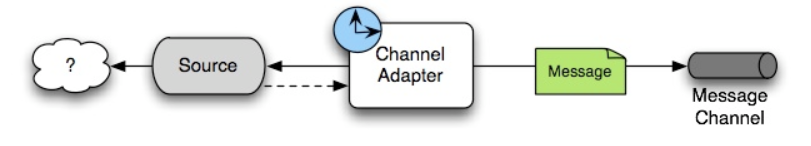 ?
Source
Channel
Adapter
Message
Message
Channel